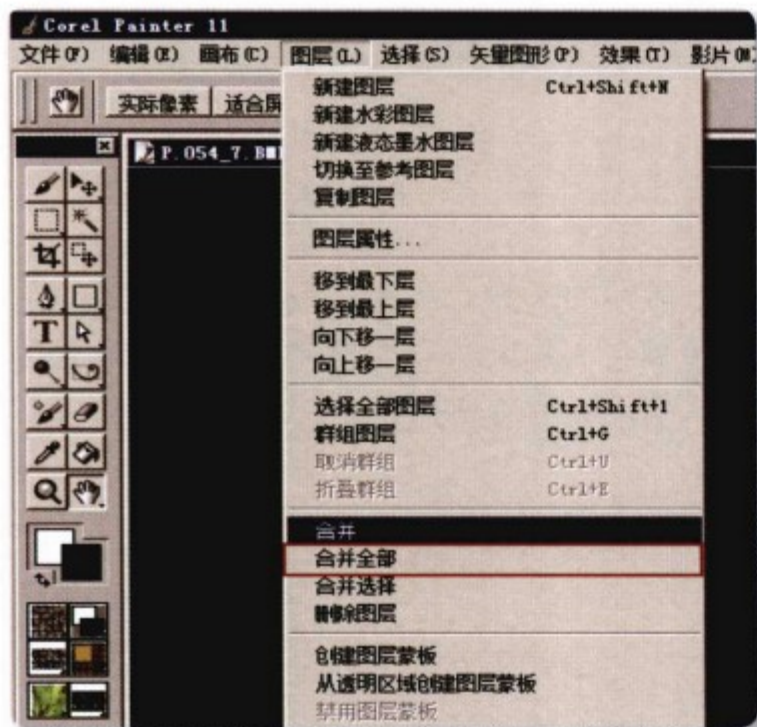 Corel Painter 11
文件(F) 编辑(E) 画布(C) 图层(L) 选择(S) 矢量图形(P) 效果(T) 影片(M)
实际像素 适合屏
P.054_7.B
新建图层 Ctrl+Shift+N
新建水彩图层
新建液态墨水图层
切换至参考图层
复制图层
图层属性...
移到最下层
移到最上层
向下移一层
向上移一层
选择全部图层 Ctrl+Shift+1
群组图层 Ctrl+G
取消群组 Ctrl+U
折叠群组 Ctrl+E
合并
合并全部
合并选择
删除图层
创建图层蒙板
从透明区域创建图层蒙板
禁用图层蒙板